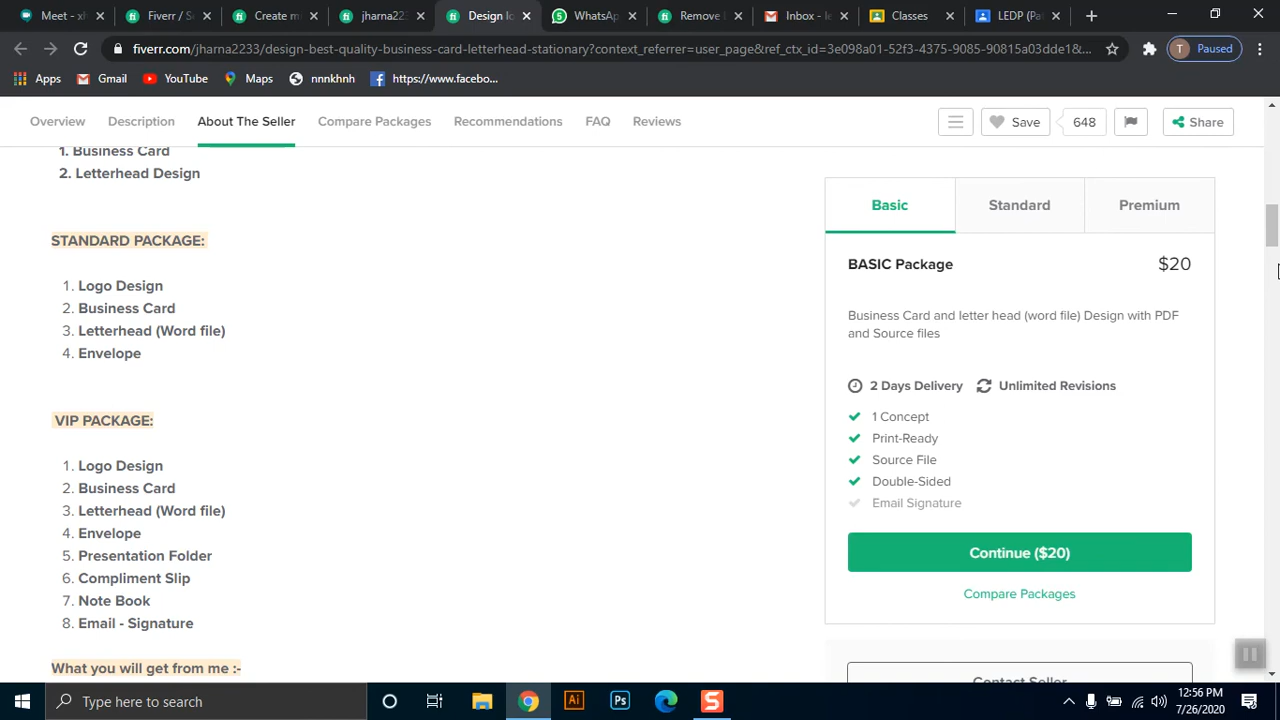 Meet - xl
Fiverr / S
Create m
jharna22
Design lo
WhatsAp
Remove
Inbox - le
Classes
LEDP (Pa
fiverr.com/jharna2233/design-best-quality-business-card-letterhead-stationary?context_referrer=user_page&ref_ctx_id=3e098a01-52f3-4375-9085-90815a03dde1&...
T Paused
Apps
Gmail
YouTube
Maps
nnnkhnh
https://www.facebo...
Overview
Description
About The Seller
Compare Packages
Recommendations
FAQ
Reviews
Save
648
Share
1. Business Card
2. Letterhead Design
STANDARD PACKAGE:
1. Logo Design
2. Business Card
3. Letterhead (Word file)
4. Envelope
VIP PACKAGE:
1. Logo Design
2. Business Card
3. Letterhead (Word file)
4. Envelope
5. Presentation Folder
6. Compliment Slip
7. Note Book
8. Email - Signature
What you will get from me :-
Basic
Standard
Premium
BASIC Package
$20
Business Card and letter head (word file) Design with PDF
and Source files
2 Days Delivery
Unlimited Revisions
1 Concept
Print-Ready
Source File
Double-Sided
Email Signature
Continue ($20)
Compare Packages
Contact Seller
Type here to search
Ai
Ps
S
12:56 PM
7/26/2020